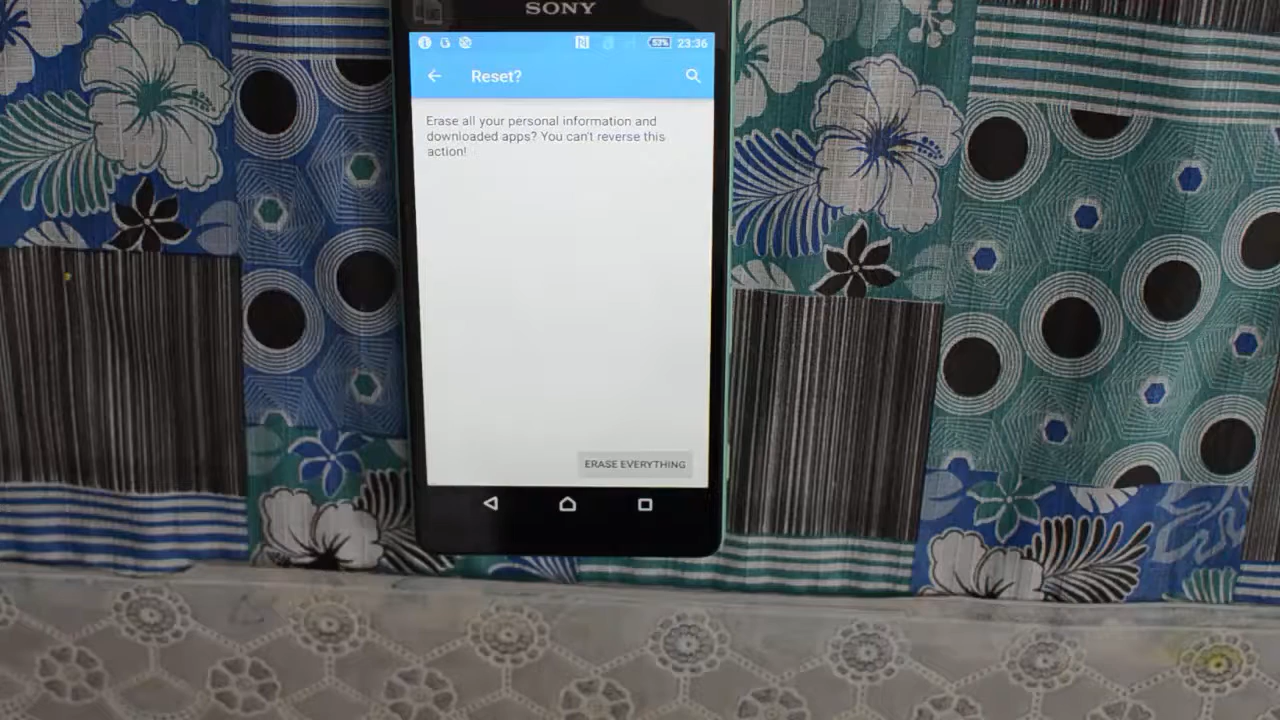 SONY
53% 23:36
Reset?
Erase all your personal information and
downloaded apps? You can't reverse this
action!
ERASE EVERYTHING